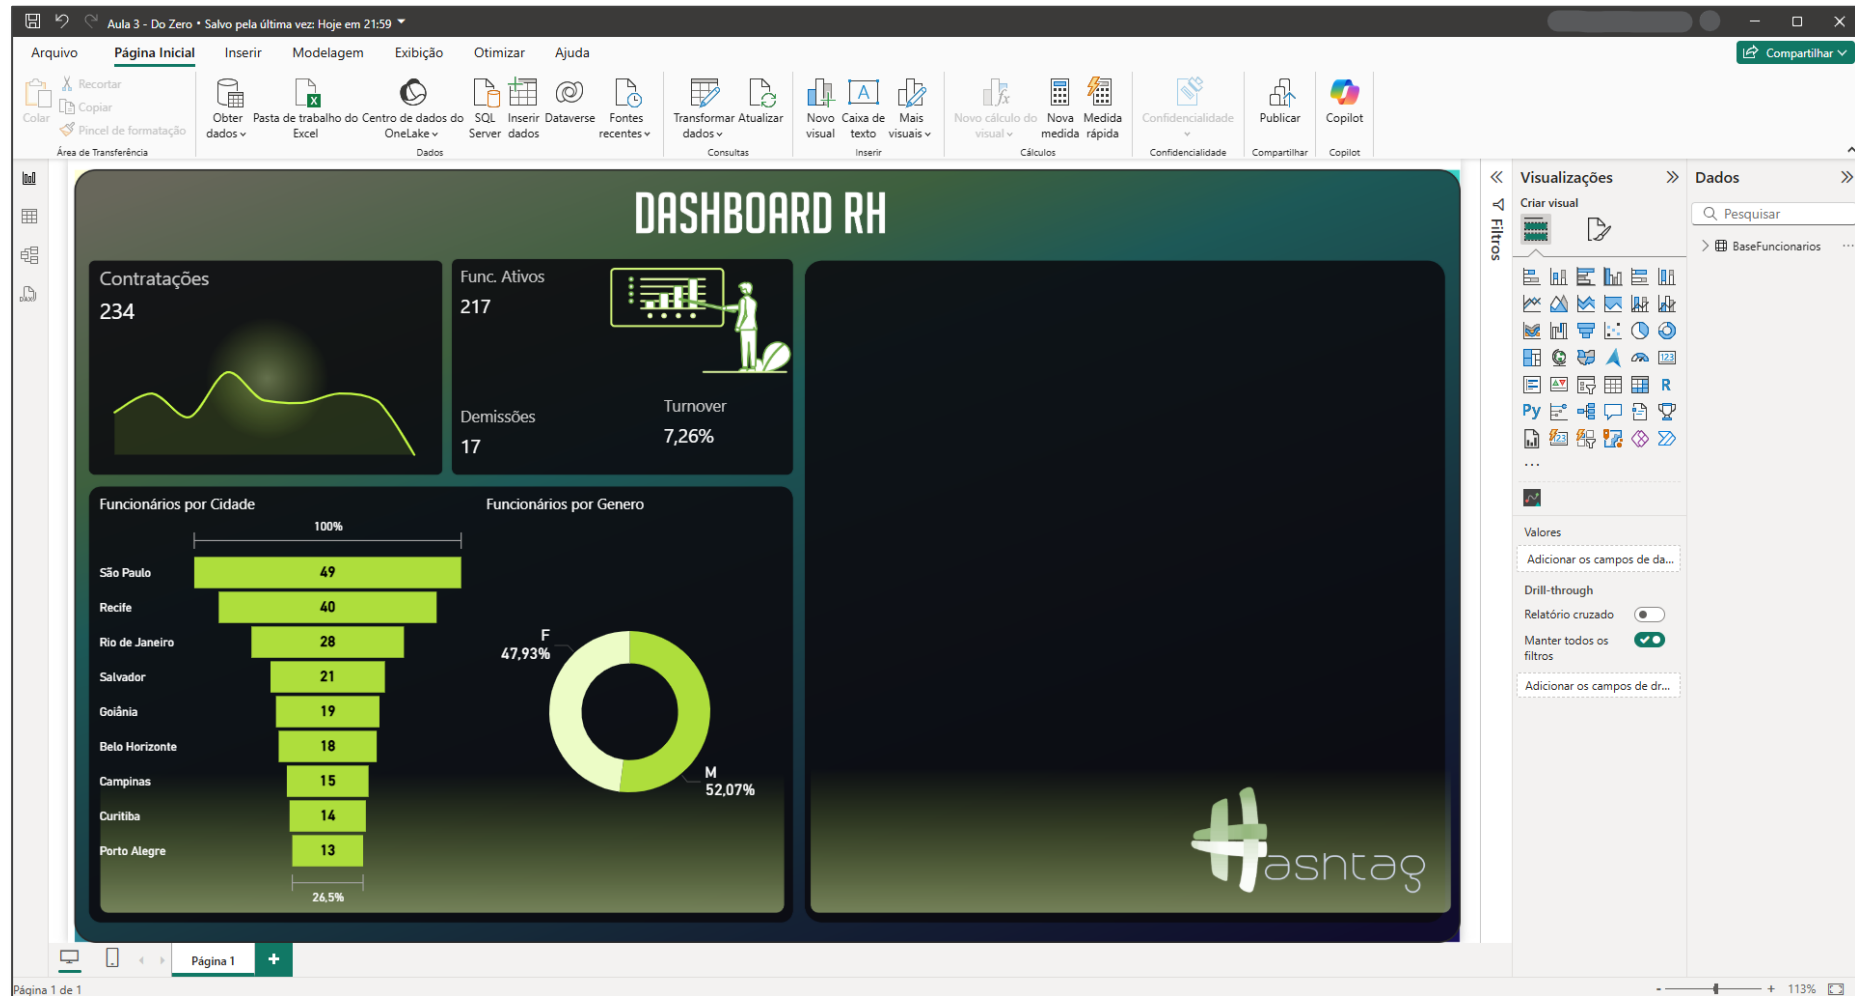 Aula 3 - Do Zero • Salvo pela última vez: Hoje em 21:59
Arquivo Página Inicial Inserir Modelagem Exibição Otimizar Ajuda
Compartilhar
Colar
Recortar
Copiar
Pincel de formatação
Área de Transferência
Obter dados
Pasta de trabalho do Excel
Centro de dados do OneLake
SQL Server
Inserir dados
Dataverse
Fontes recentes
Dados
Transformar dados
Atualizar
Consultas
Novo visual
Caixa de texto
Mais visuais
Inserir
Novo cálculo do visual
Nova medida
Medida rápida
Cálculos
Confidencialidade
Confidencialidade
Publicar
Compartilhar
Copilot
Copilot
DASHBOARD RH
Contratações
234
Func. Ativos
217
Demissões
17
Turnover
7,26%
Funcionários por Cidade
100%
São Paulo 49
Recife 40
Rio de Janeiro 28
Salvador 21
Goiânia 19
Belo Horizonte 18
Campinas 15
Curitiba 14
Porto Alegre 13
26,5%
Funcionários por Genero
F
47,93%
M
52,07%
Hashtag
Filtros
Visualizações
Criar visual
123
R
Py
123
...
Valores
Adicionar os campos de da...
Drill-through
Relatório cruzado
Manter todos os
filtros
Adicionar os campos de dr...
Dados
Pesquisar
BaseFuncionarios
...
Página 1
+
Página 1 de 1
- + 113%